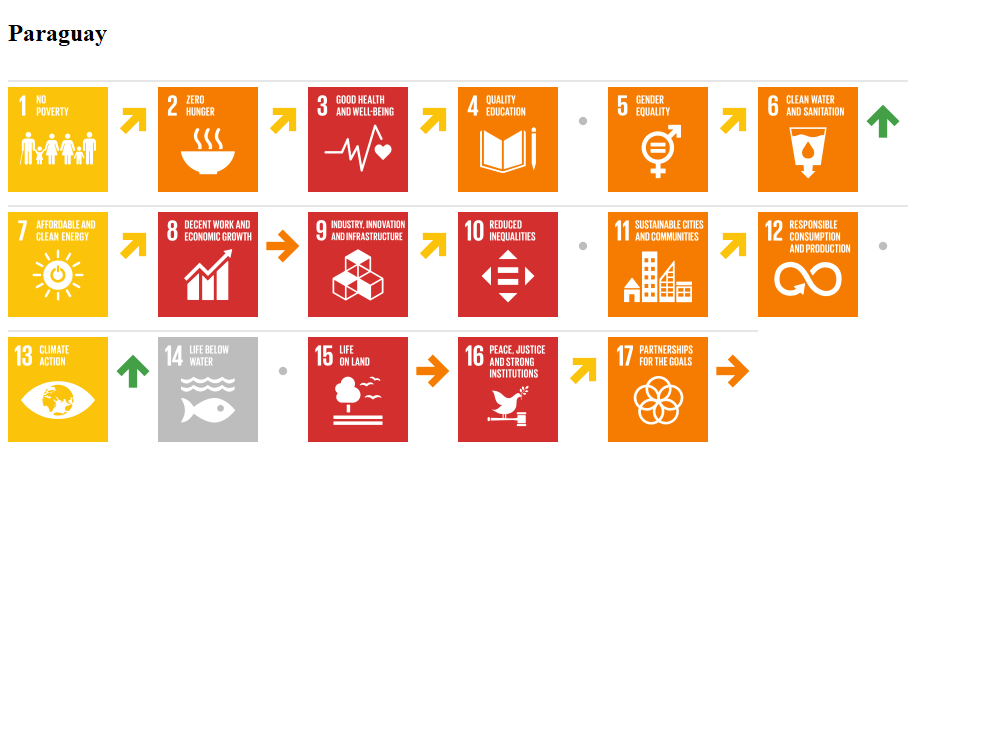 Paraguay
1 NO
POVERTY
2 ZERO
HUNGER
3 GOOD HEALTH
AND WELL-BEING
4 QUALITY
EDUCATION
5 GENDER
EQUALITY
6 CLEAN WATER
AND SANITATION
7 AFFORDABLE AND
CLEAN ENERGY
8 DECENT WORK AND
ECONOMIC GROWTH
9 INDUSTRY, INNOVATION
AND INFRASTRUCTURE
10 REDUCED
INEQUALITIES
11 SUSTAINABLE CITIES
AND COMMUNITIES
12 RESPONSIBLE
CONSUMPTION
AND PRODUCTION
13 CLIMATE
ACTION
14 LIFE BELOW
WATER
15 LIFE
ON LAND
16 PEACE, JUSTICE
AND STRONG
INSTITUTIONS
17 PARTNERSHIPS
FOR THE GOALS